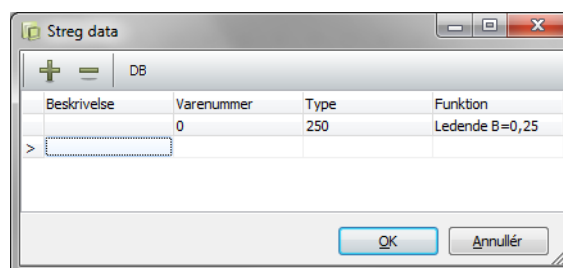 Streg data
DB
Beskrivelse Varenummer Type Funktion
0 250 Ledende B=0,25
>
OK Annullér